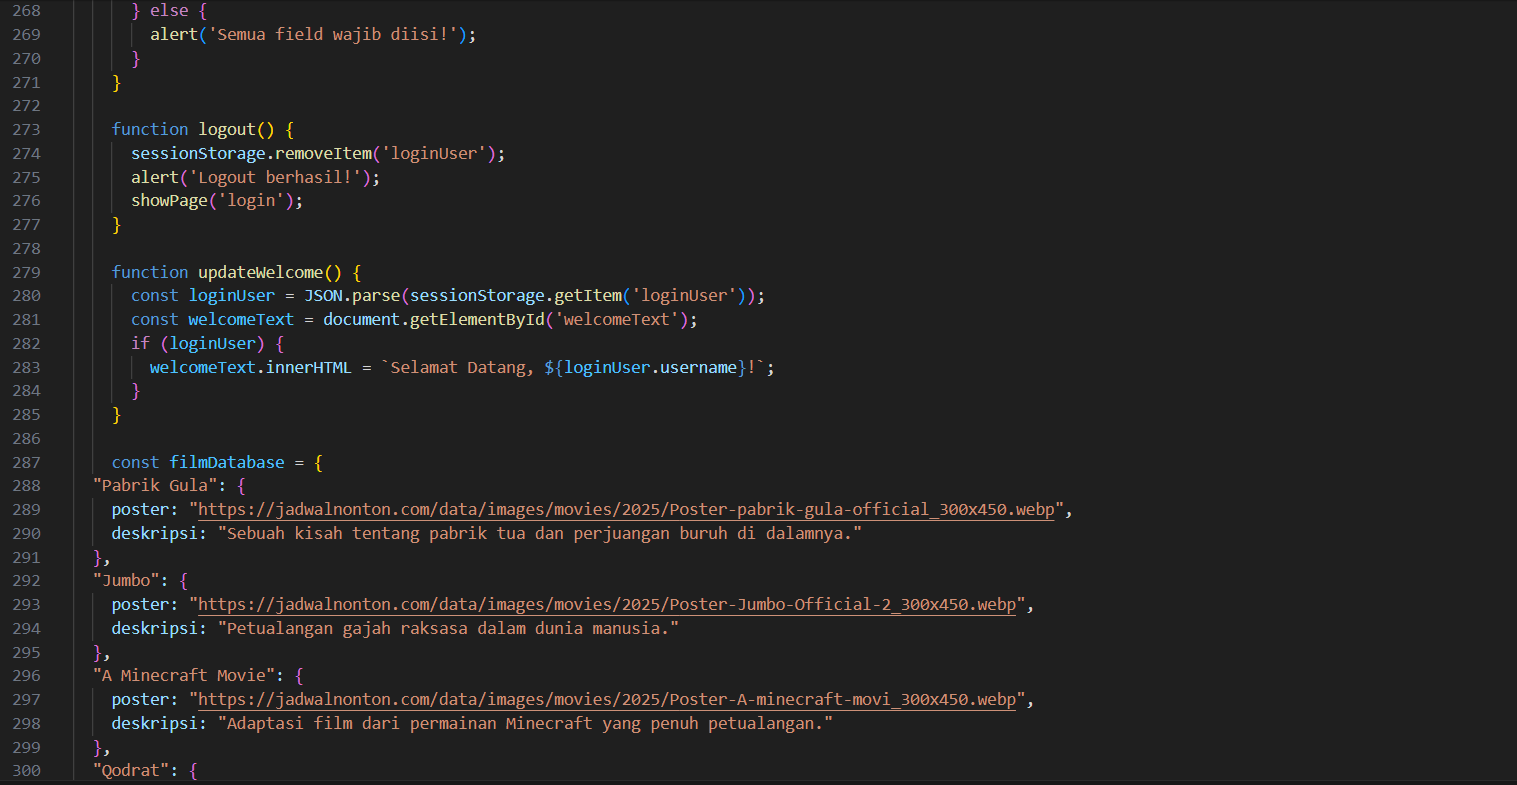 268 } else {
269 alert('Semua field wajib diisi!');
270 }
271 }
272
273 function logout() {
274 sessionStorage.removeItem('loginUser');
275 alert('Logout berhasil!');
276 showPage('login');
277 }
278
279 function updateWelcome() {
280 const loginUser = JSON.parse(sessionStorage.getItem('loginUser'));
281 const welcomeText = document.getElementById('welcomeText');
282 if (loginUser) {
283 welcomeText.innerHTML = `Selamat Datang, ${loginUser.username}!`;
284 }
285 }
286
287 const filmDatabase = {
288 "Pabrik Gula": {
289 poster: "https://jadwalnonton.com/data/images/movies/2025/Poster-pabrik-gula-official_300x450.webp",
290 deskripsi: "Sebuah kisah tentang pabrik tua dan perjuangan buruh di dalamnya."
291 },
292 "Jumbo": {
293 poster: "https://jadwalnonton.com/data/images/movies/2025/Poster-Jumbo-Official-2_300x450.webp",
294 deskripsi: "Petualangan gajah raksasa dalam dunia manusia."
295 },
296 "A Minecraft Movie": {
297 poster: "https://jadwalnonton.com/data/images/movies/2025/Poster-A-minecraft-movi_300x450.webp",
298 deskripsi: "Adaptasi film dari permainan Minecraft yang penuh petualangan."
299 },
300 "Qodrat": {